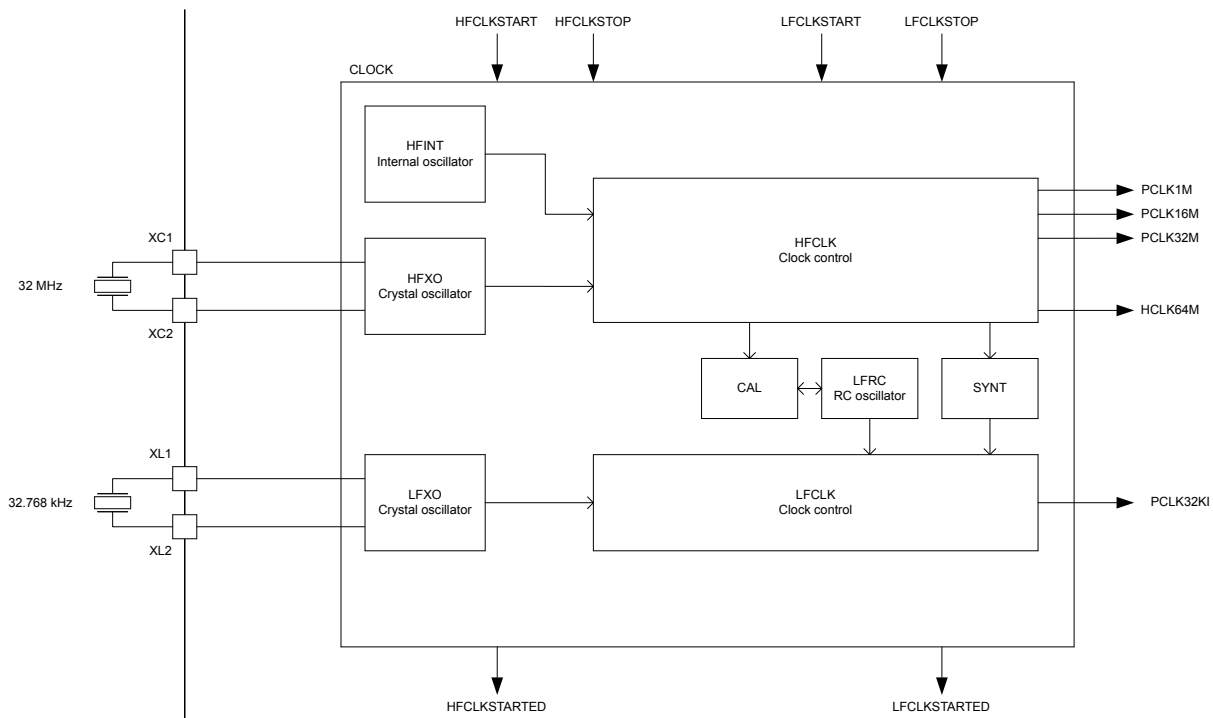 HFCLKSTART
HFCLKSTOP
LFCLKSTART
LFCLKSTOP
CLOCK
HFINT
Internal oscillator
PCLK1M
PCLK16M
PCLK32M
HFCLK
Clock control
XC1
HFXO
Crystal oscillator
32 MHz
XC2
HCLK64M
CAL
LFRC
RC oscillator
SYNT
XL1
LFXO
Crystal oscillator
LFCLK
Clock control
32.768 kHz
PCLK32KI
XL2
HFCLKSTARTED
LFCLKSTARTED